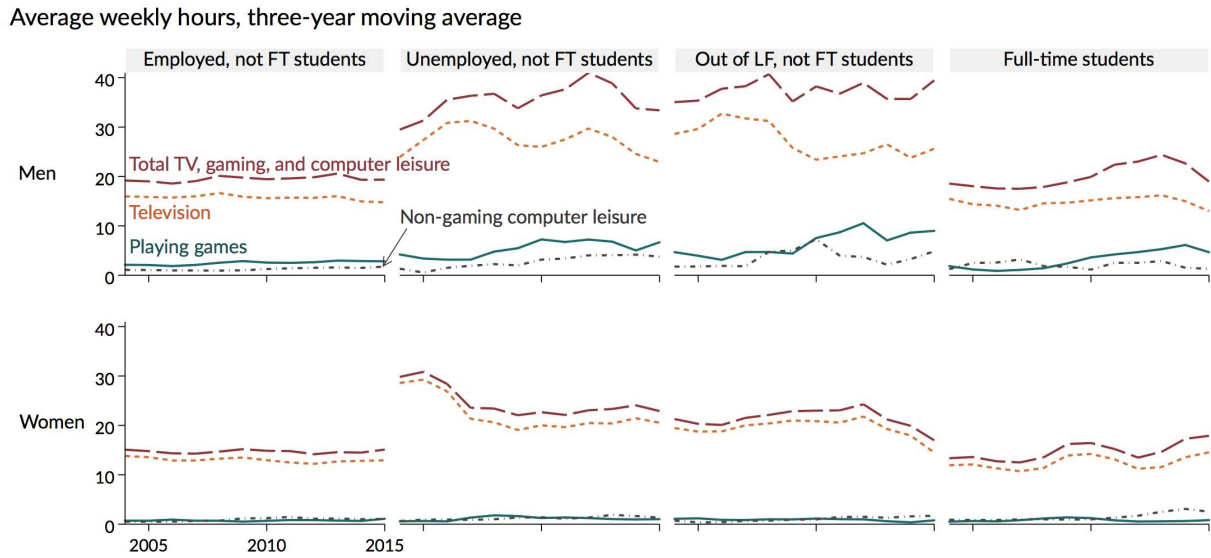 Average weekly hours, three-year moving average
Employed, not FT students
Unemployed, not FT students
Out of LF, not FT students
Full-time students
40
30
20
10
0
Men
Total TV, gaming, and computer leisure
Television
Playing games
Non-gaming computer leisure
40
30
20
10
0
Women
2005
2010
2015